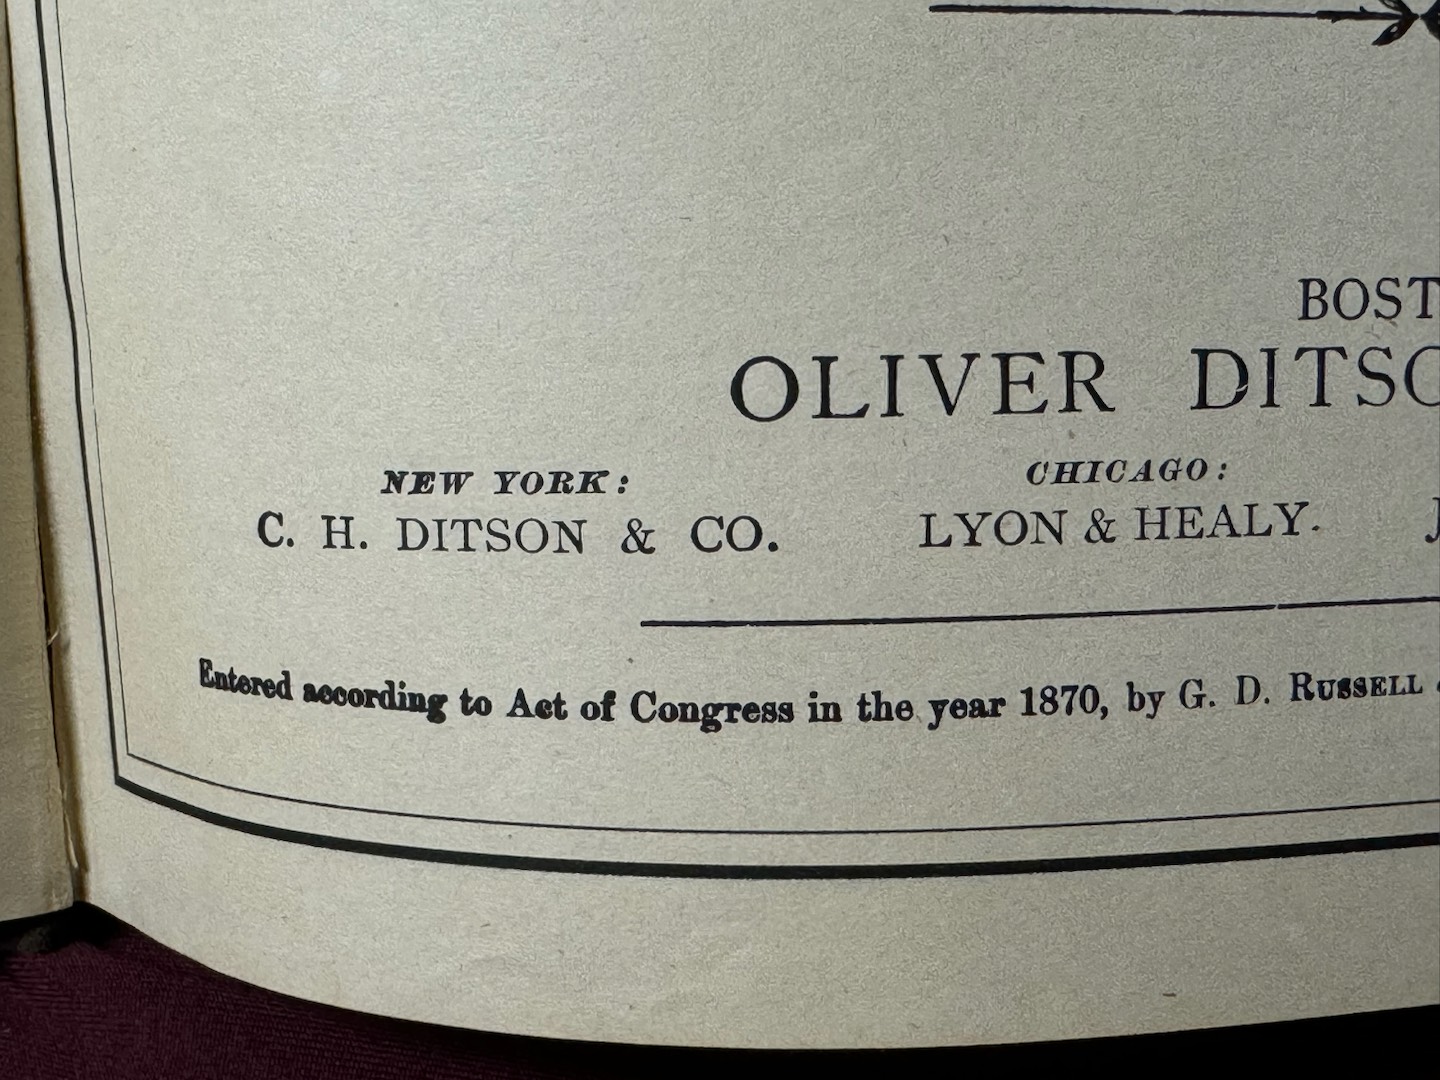 BOST
OLIVER DITSO
NEW YORK: CHICAGO:
C. H. DITSON & CO. LYON & HEALY. J
Entered according to Act of Congress in the year 1870, by G. D. RUSSELL